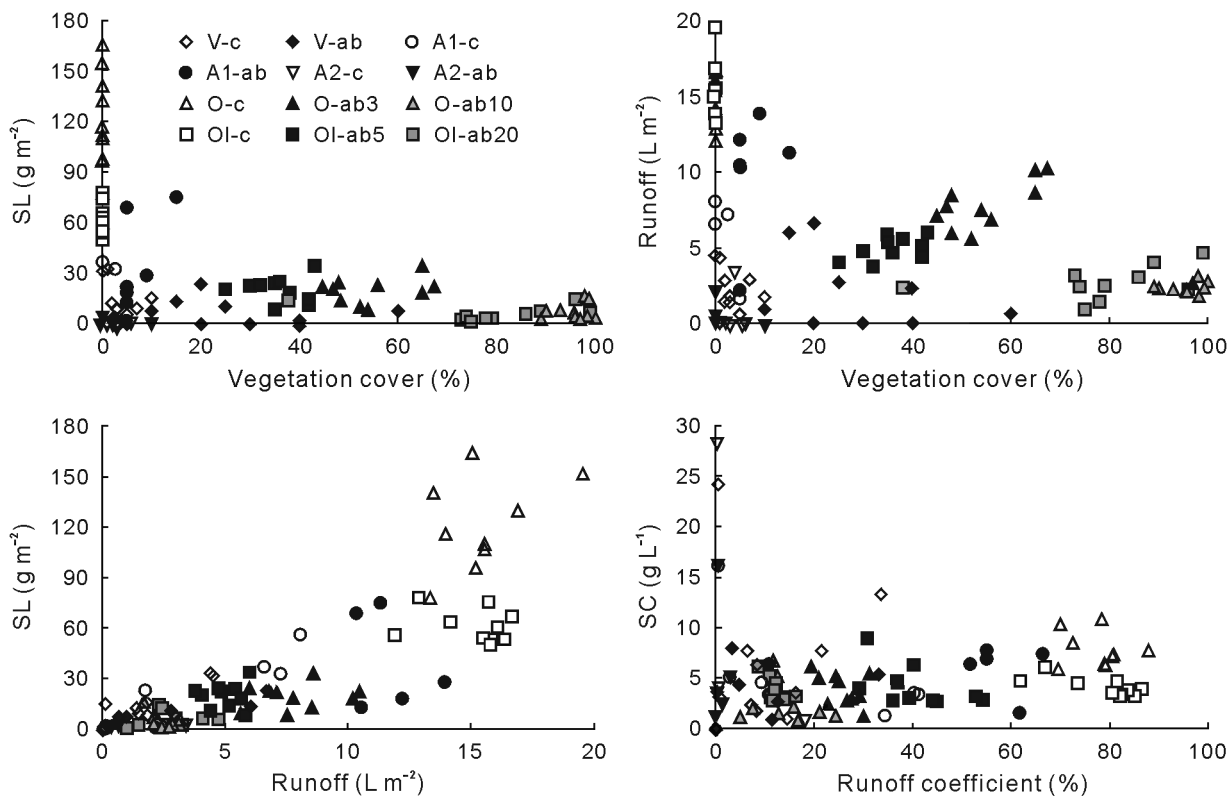 180
150
120
90
60
30
0
SL (g m⁻²)
V-c V-ab A1-c
A1-ab A2-c A2-ab
O-c O-ab3 O-ab10
OI-c OI-ab5 OI-ab20
0 20 40 60 80 100
Vegetation cover (%)
20
15
10
5
0
Runoff (L m⁻²)
0 20 40 60 80 100
Vegetation cover (%)
180
150
120
90
60
30
0
SL (g m⁻²)
0 5 10 15 20
Runoff (L m⁻²)
30
25
20
15
10
5
0
SC (g L⁻¹)
0 20 40 60 80 100
Runoff coefficient (%)